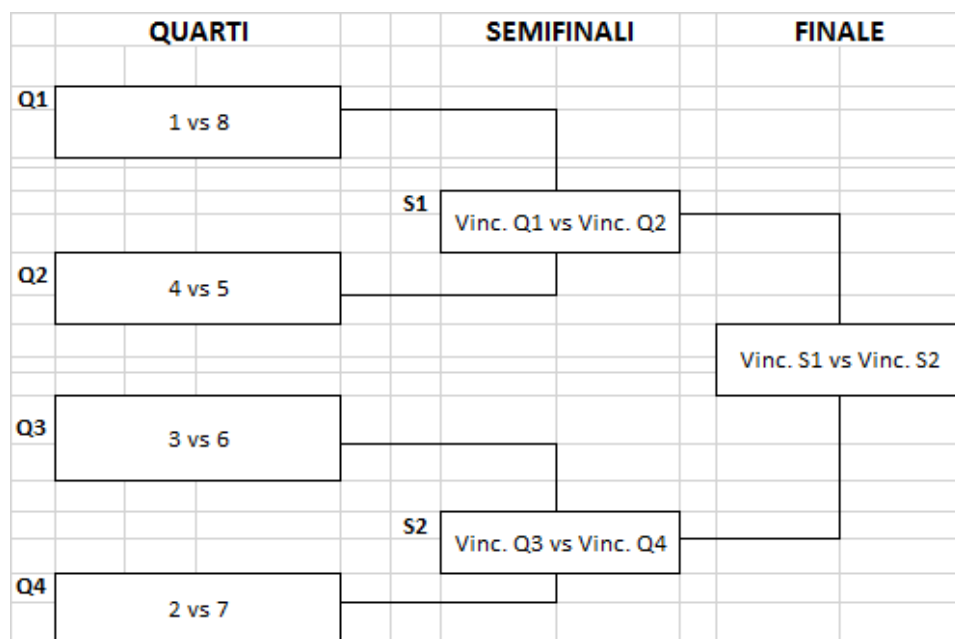 QUARTI SEMIFINALI FINALE
Q1
1 vs 8
S1
Vinc. Q1 vs Vinc. Q2
Q2
4 vs 5
Vinc. S1 vs Vinc. S2
Q3
3 vs 6
S2
Vinc. Q3 vs Vinc. Q4
Q4
2 vs 7